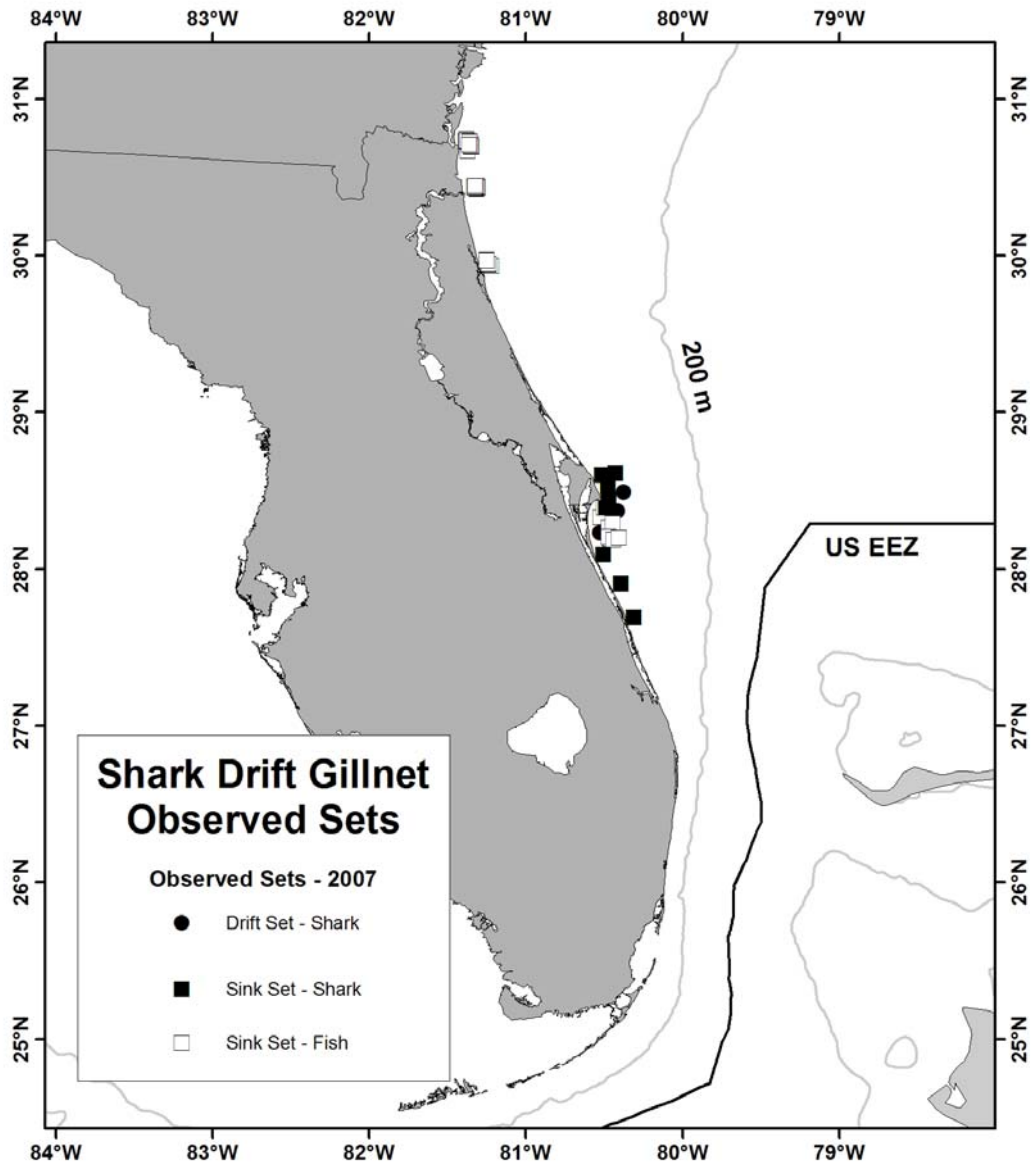 84°W 83°W 82°W 81°W 80°W 79°W
31°N 31°N
30°N 30°N
200 m
29°N 29°N
US EEZ
28°N 28°N
27°N 27°N
Shark Drift Gillnet
Observed Sets
Observed Sets - 2007
26°N 26°N
Drift Set - Shark
Sink Set - Shark
25°N 25°N
Sink Set - Fish
84°W 83°W 82°W 81°W 80°W 79°W